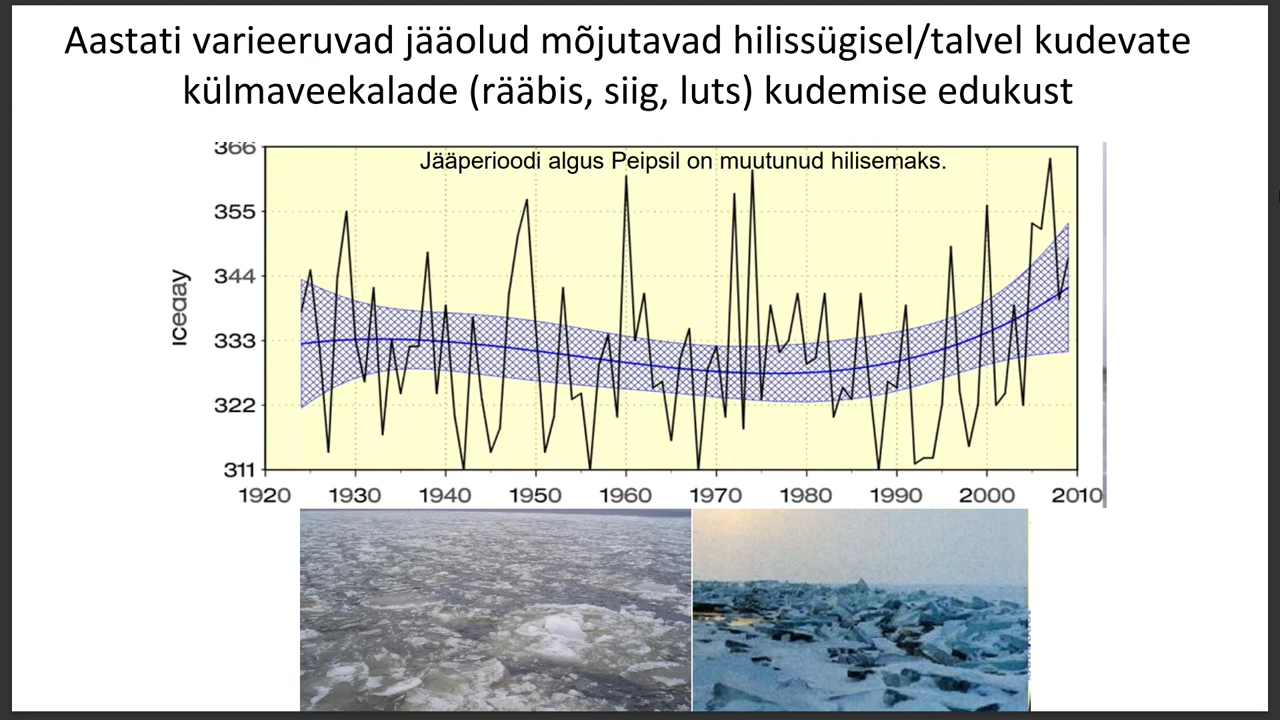 Aastati varieeruvad jääolud mõjutavad hilissügisel/talvel kudevate
külmaveekalade (rääbis, siig, luts) kudemise edukust
Jääperioodi algus Peipsil on muutunud hilisemaks.
366
355
344
333
322
311
Iceday
1920 1930 1940 1950 1960 1970 1980 1990 2000 2010